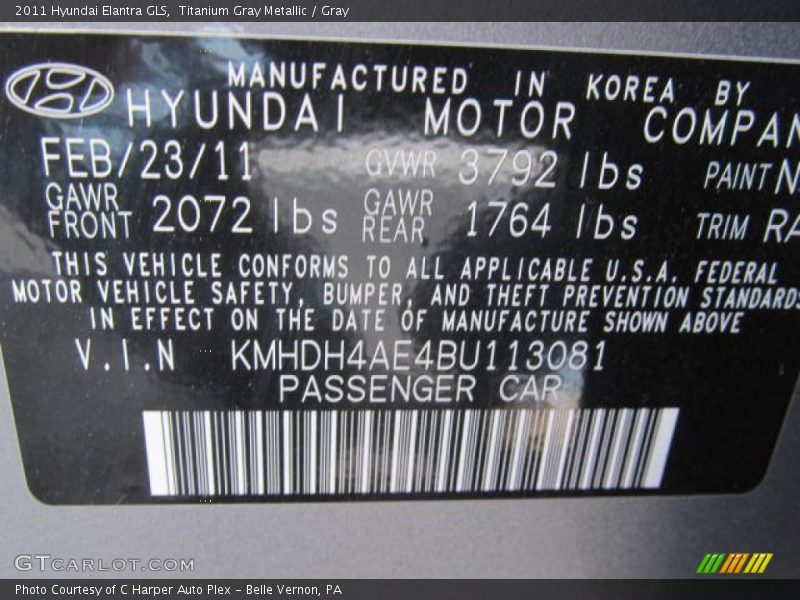 2011 Hyundai Elantra GLS, Titanium Gray Metallic / Gray
MANUFACTURED IN KOREA BY
HYUNDAI MOTOR COMPAN
FEB/23/11 GVWR 3792 lbs PAINT N
GAWR FRONT 2072 lbs GAWR REAR 1764 lbs TRIM RA
THIS VEHICLE CONFORMS TO ALL APPLICABLE U.S.A. FEDERAL
MOTOR VEHICLE SAFETY, BUMPER, AND THEFT PREVENTION STANDARDS
IN EFFECT ON THE DATE OF MANUFACTURE SHOWN ABOVE
V.I.N KMHDH4AE4BU113081
PASSENGER CAR
GTCARLOT.COM
Photo Courtesy of C Harper Auto Plex - Belle Vernon, PA